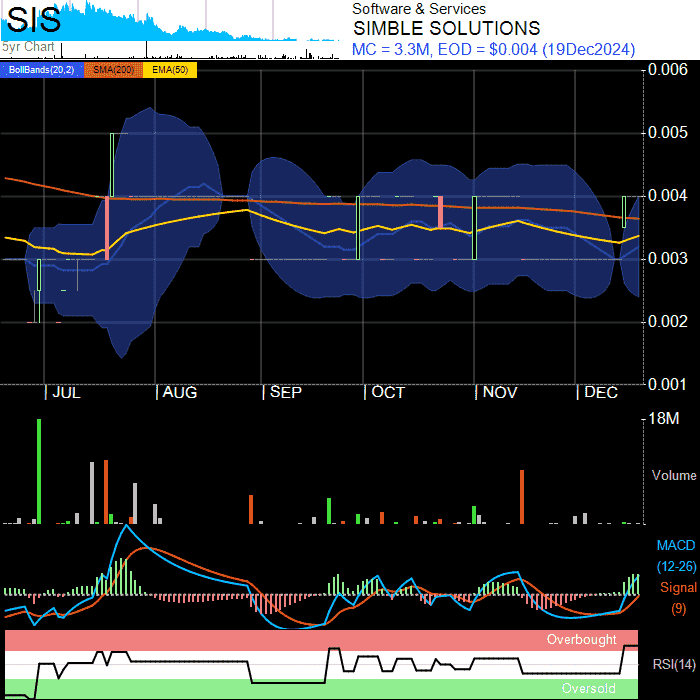 SIS
5yr Chart
Software & Services
SIMBLE SOLUTIONS
MC = 3.3M, EOD = $0.004 (19Dec2024)
BollBands(20,2) SMA(200) EMA(50)
0.006
0.005
0.004
0.003
0.002
0.001
JUL AUG SEP OCT NOV DEC
18M
Volume
MACD
(12-26)
Signal
(9)
Overbought
RSI(14)
Oversold